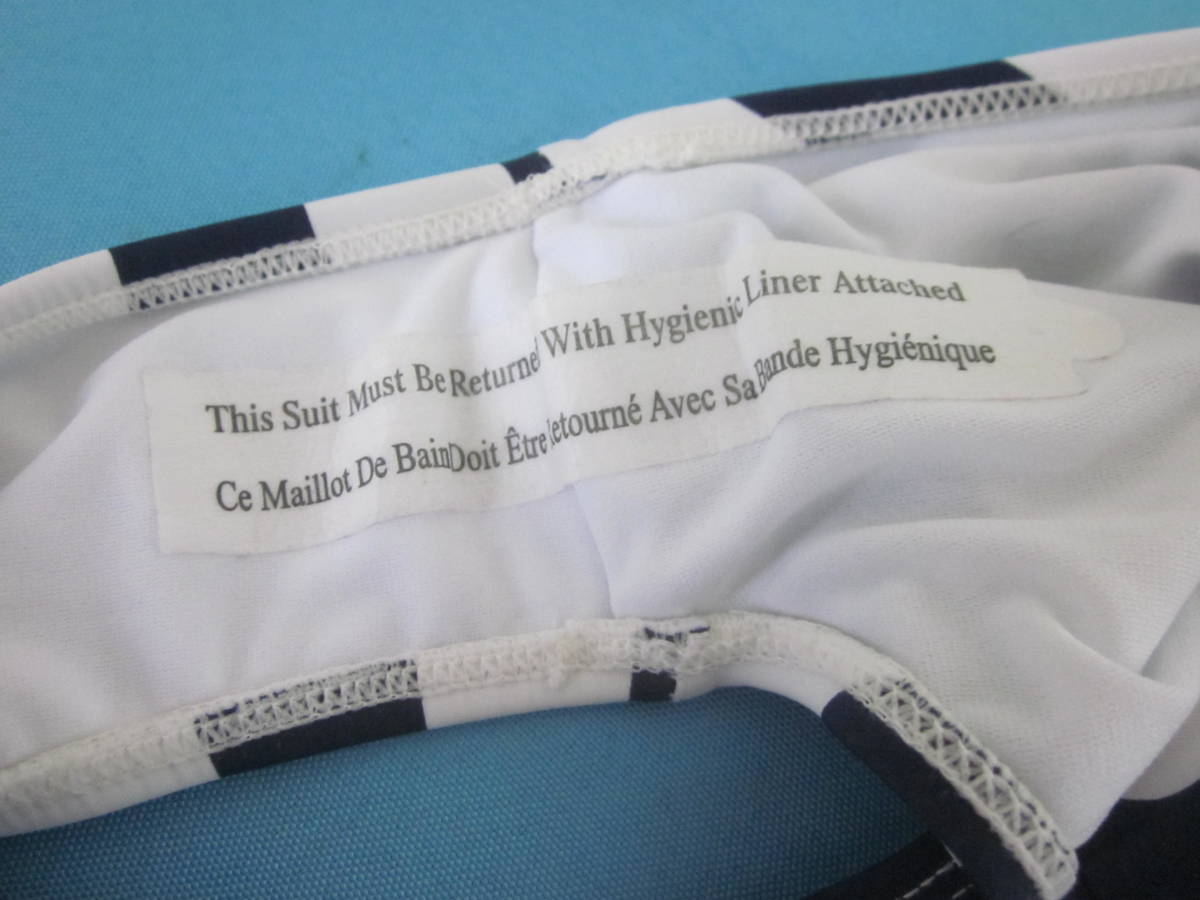 This Suit Must Be Returned With Hygienic Liner Attached
Ce Maillot De Bain Doit Être Retourné Avec Sa Bande Hygiénique